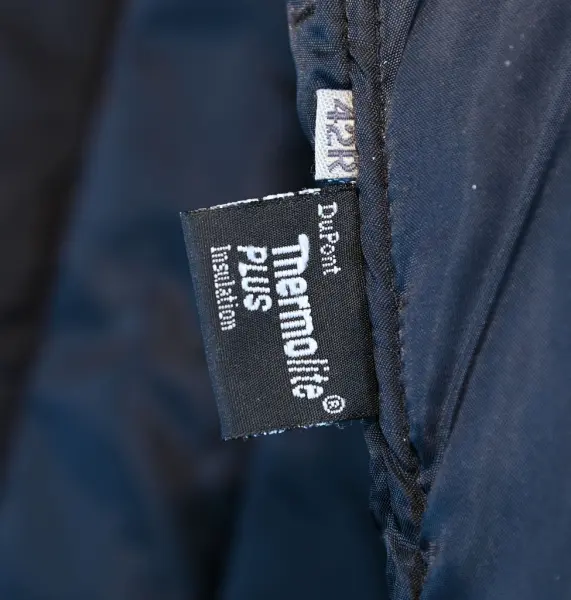 42R
DuPont
Thermolite®
PLUS
Insulation